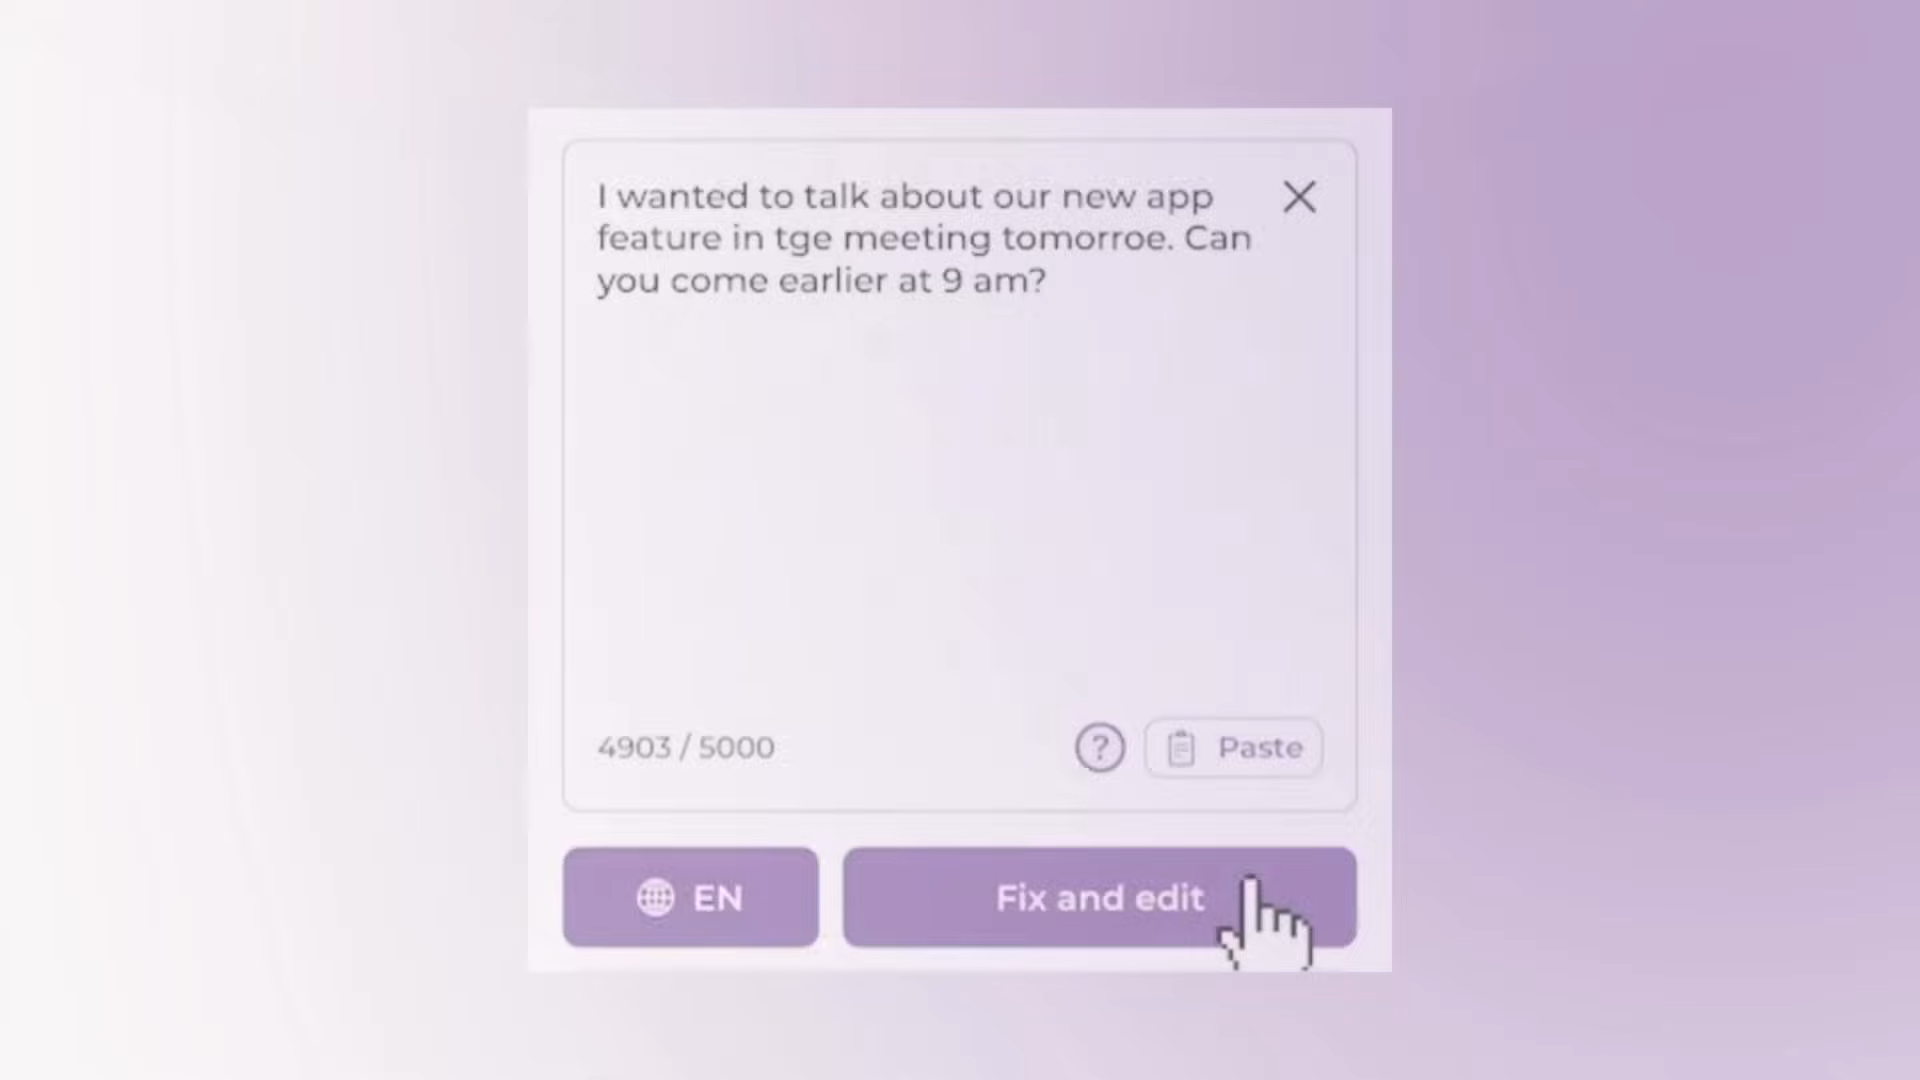 I wanted to talk about our new app
feature in tge meeting tomorroe. Can
you come earlier at 9 am?
4903 / 5000
? Paste
EN
Fix and edit